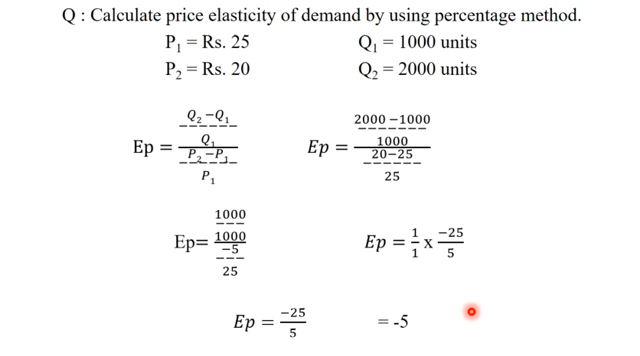 Q : Calculate price elasticity of demand by using percentage method.
P₁ = Rs. 25 Q₁ = 1000 units
P₂ = Rs. 20 Q₂ = 2000 units
Q₂ −Q₁
------
Q₁
Ep = ———
P₂ −P₁
------
P₁
2000 −1000
------
1000
Ep = ———
20−25
------
25
1000
---
1000
Ep= ———
−5
---
25
Ep = 1/1 x −25/5
Ep = −25/5 = -5